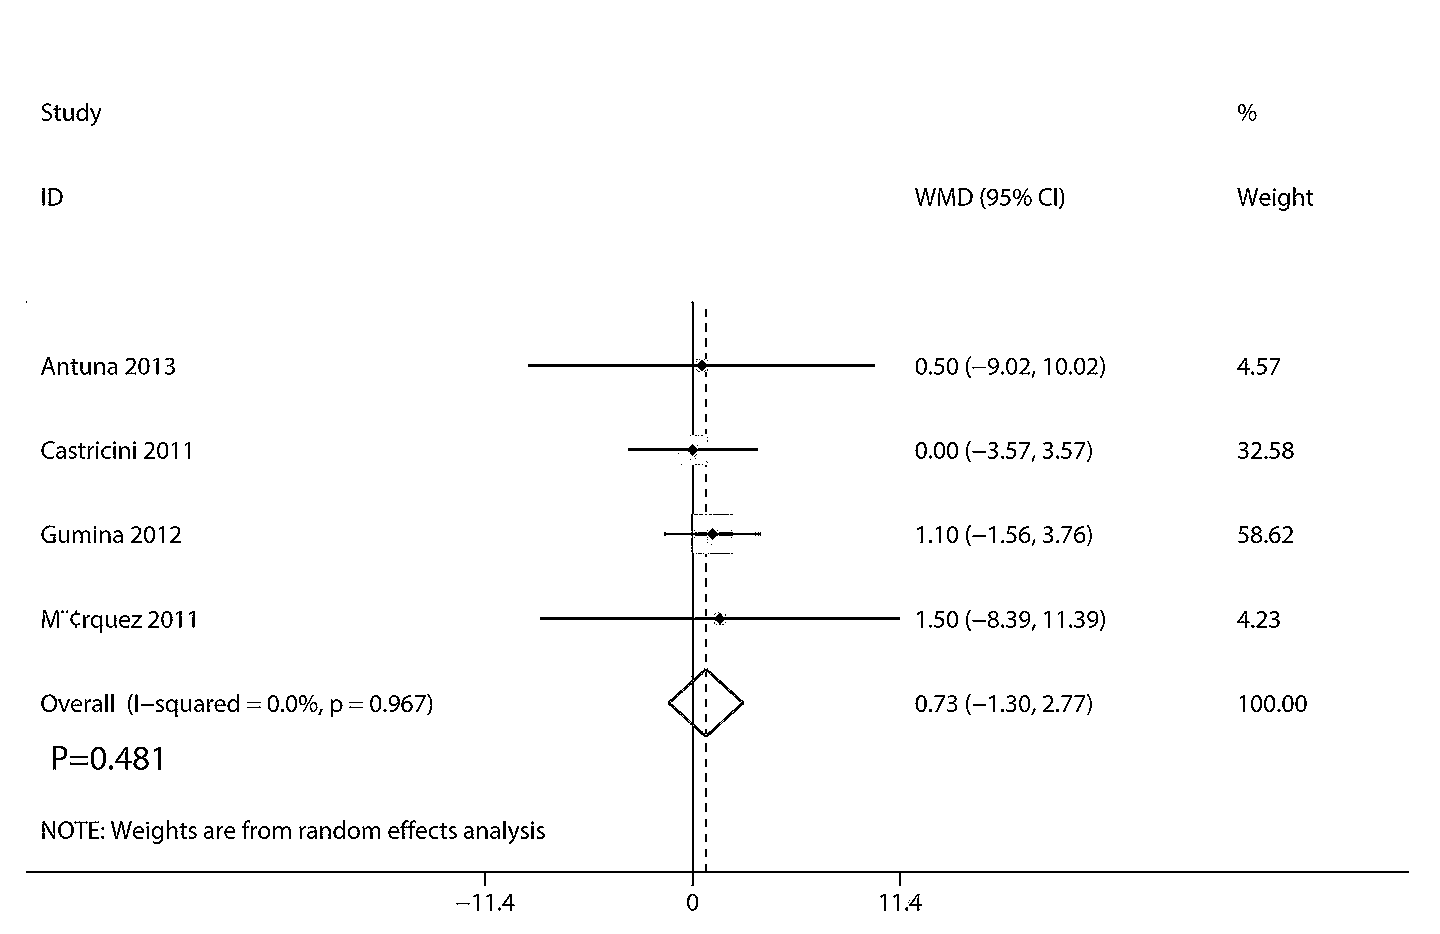 Study %
ID WMD (95% CI) Weight
Antuna 2013 0.50 (−9.02, 10.02) 4.57
Castricini 2011 0.00 (−3.57, 3.57) 32.58
Gumina 2012 1.10 (−1.56, 3.76) 58.62
M¨¢rquez 2011 1.50 (−8.39, 11.39) 4.23
Overall (I−squared = 0.0%, p = 0.967) 0.73 (−1.30, 2.77) 100.00
P=0.481
NOTE: Weights are from random effects analysis
−11.4 0 11.4